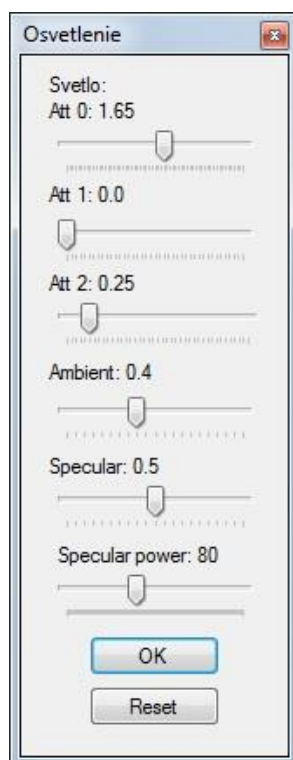 Osvetlenie
Svetlo:
Att 0: 1.65
Att 1: 0.0
Att 2: 0.25
Ambient: 0.4
Specular: 0.5
Specular power: 80
OK
Reset